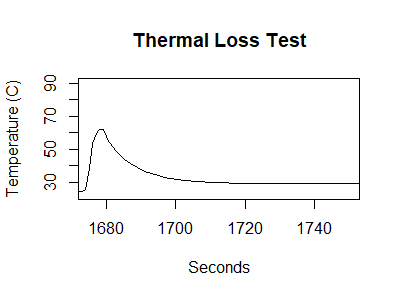 Thermal Loss Test
Temperature (C)
90
70
50
30
1680 1700 1720 1740
Seconds